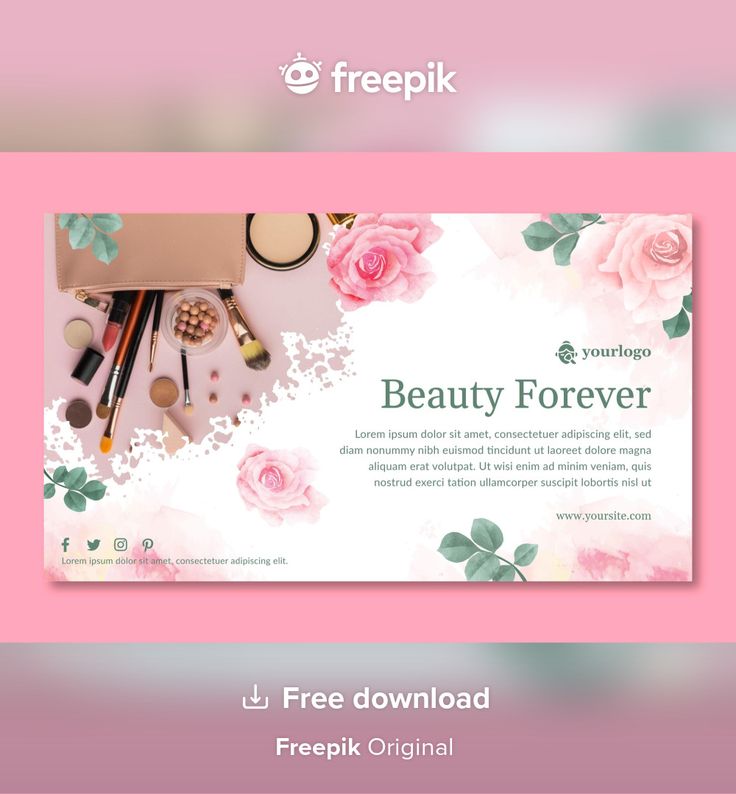 freepik
yourlogo
Beauty Forever
Lorem ipsum dolor sit amet, consectetuer adipiscing elit, sed
diam nonummy nibh euismod tincidunt ut laoreet dolore magna
aliquam erat volutpat. Ut wisi enim ad minim veniam, quis
nostrud exerci tation ullamcorper suscipit lobortis nisl ut
www.yoursite.com
Lorem ipsum dolor sit amet, consectetuer adipiscing elit.
Free download
Freepik Original